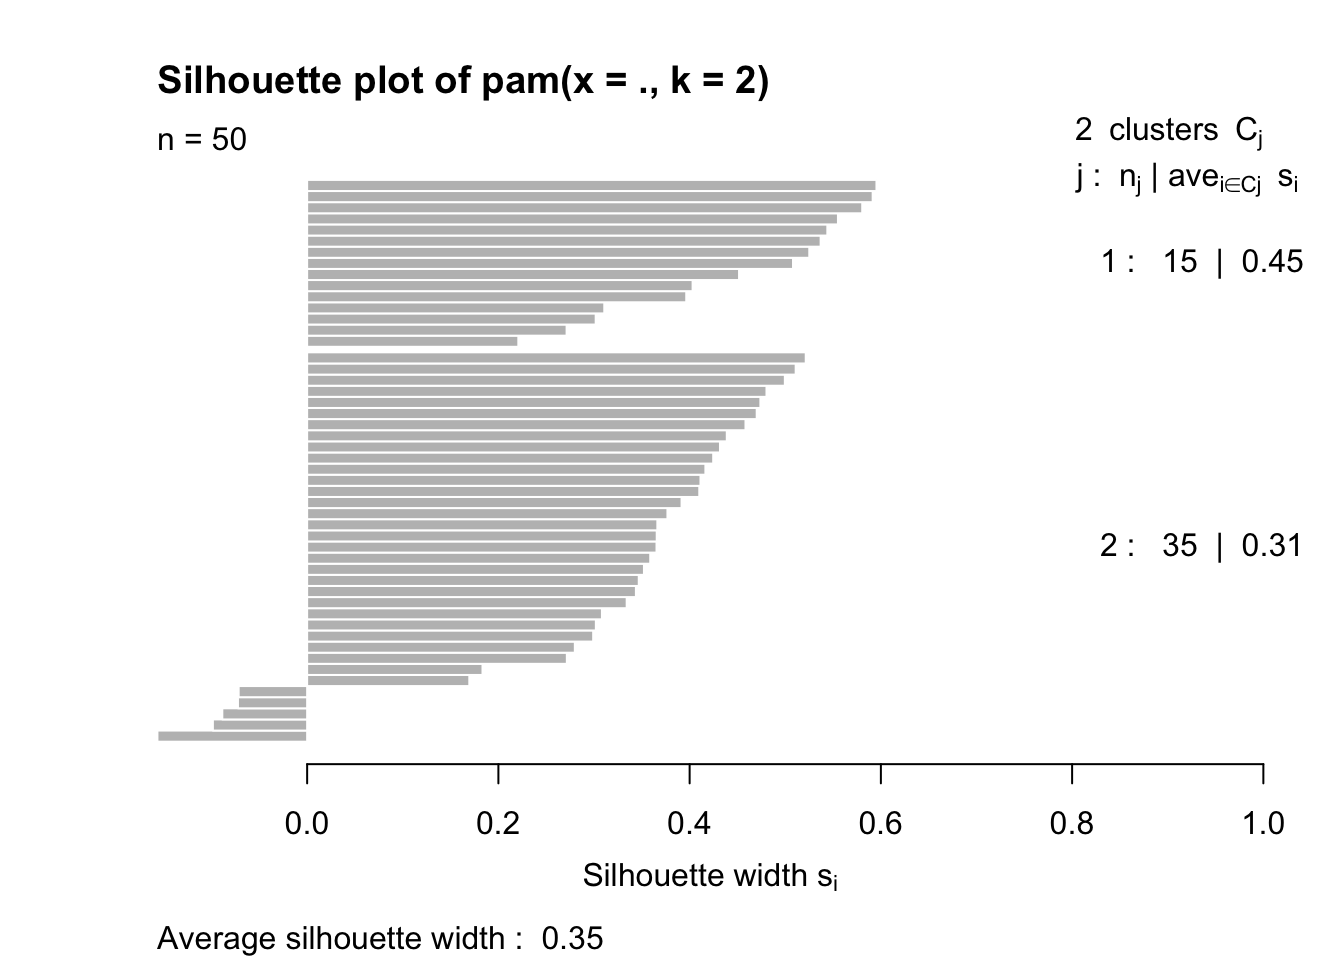 Silhouette plot of pam(x = ., k = 2)
n = 50
2 clusters Cj
j : nj | avei∈Cj si
1 : 15 | 0.45
2 : 35 | 0.31
0.0 0.2 0.4 0.6 0.8 1.0
Silhouette width si
Average silhouette width : 0.35